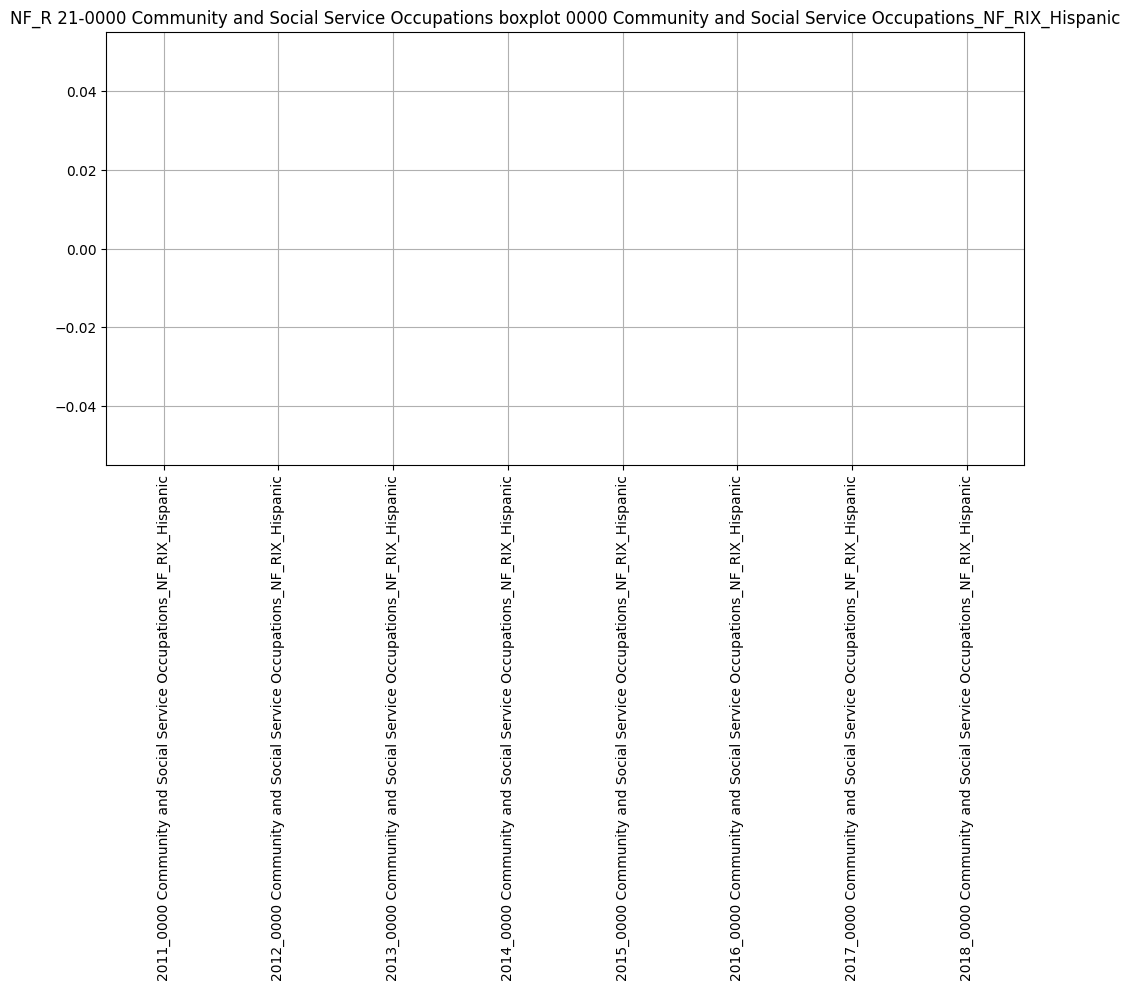 NF_R 21-0000 Community and Social Service Occupations boxplot 0000 Community and Social Service Occupations_NF_RIX_Hispanic
0.04
0.02
0.00
−0.02
−0.04
2011_0000 Community and Social Service Occupations_NF_RIX_Hispanic
2012_0000 Community and Social Service Occupations_NF_RIX_Hispanic
2013_0000 Community and Social Service Occupations_NF_RIX_Hispanic
2014_0000 Community and Social Service Occupations_NF_RIX_Hispanic
2015_0000 Community and Social Service Occupations_NF_RIX_Hispanic
2016_0000 Community and Social Service Occupations_NF_RIX_Hispanic
2017_0000 Community and Social Service Occupations_NF_RIX_Hispanic
2018_0000 Community and Social Service Occupations_NF_RIX_Hispanic